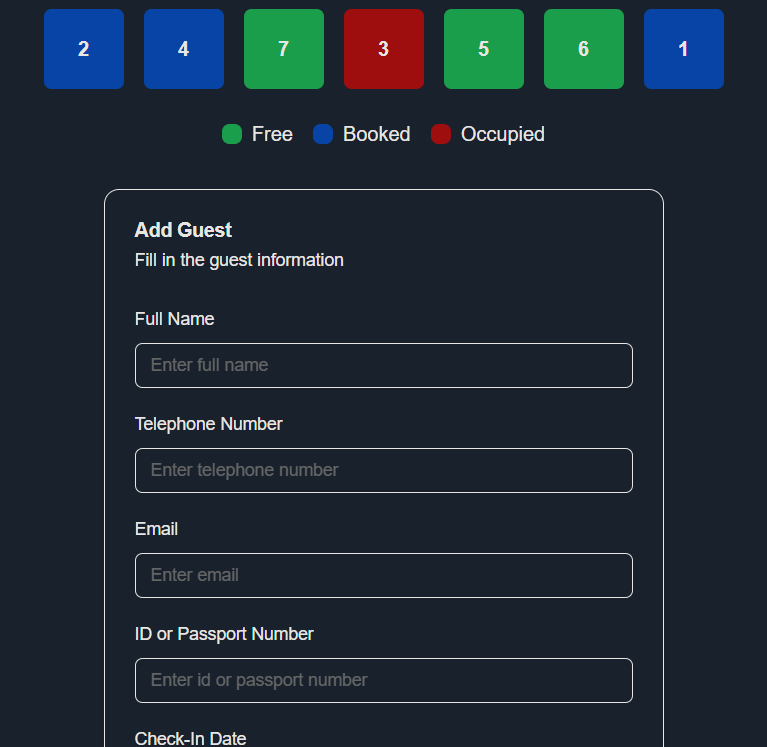 2 4 7 3 5 6 1
Free Booked Occupied
Add Guest
Fill in the guest information
Full Name
Enter full name
Telephone Number
Enter telephone number
Email
Enter email
ID or Passport Number
Enter id or passport number
Check-In Date